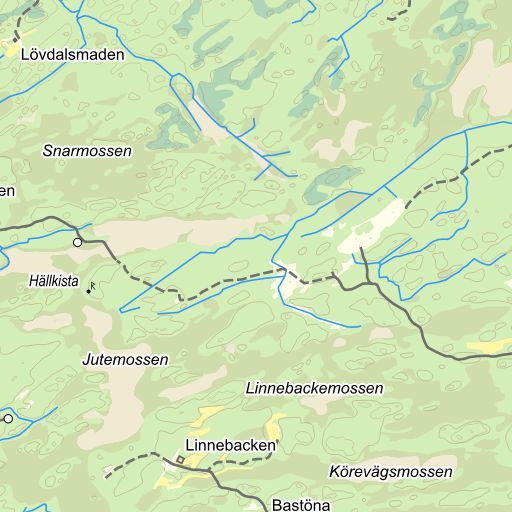 Lövdalsmaden
Snarmossen
en
Hällkista
Jutemossen
Linnebackemossen
Linnebacken
Körevägsmossen
Bastöna